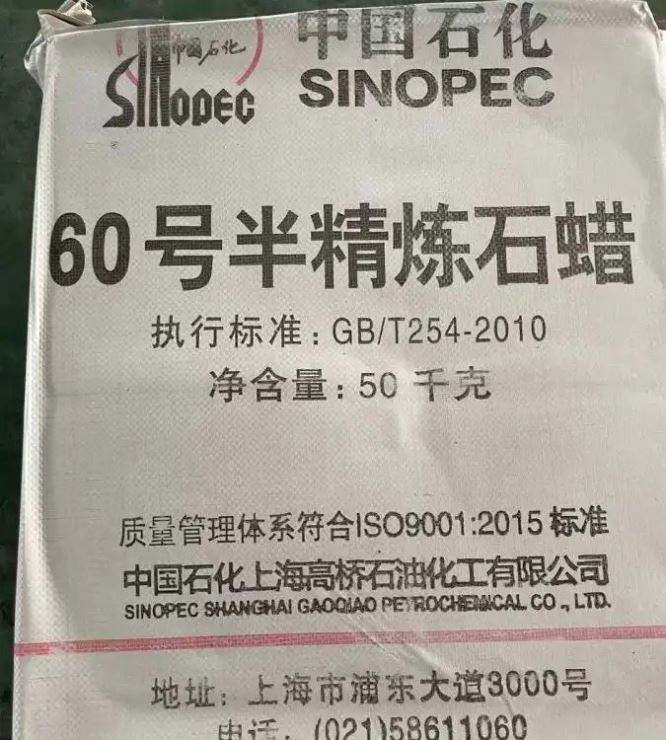 中国石化
SINOPEC
中国石化
SINOPEC
®
60号半精炼石蜡
执行标准：GB/T254-2010
净含量：50 千克
质量管理体系符合ISO9001:2015 标准
中国石化上海高桥石油化工有限公司
SINOPEC SHANGHAI GAOQIAO PETROCHEMICAL CO., LTD.
地址：上海市浦东大道3000号
电话：(021)58611060